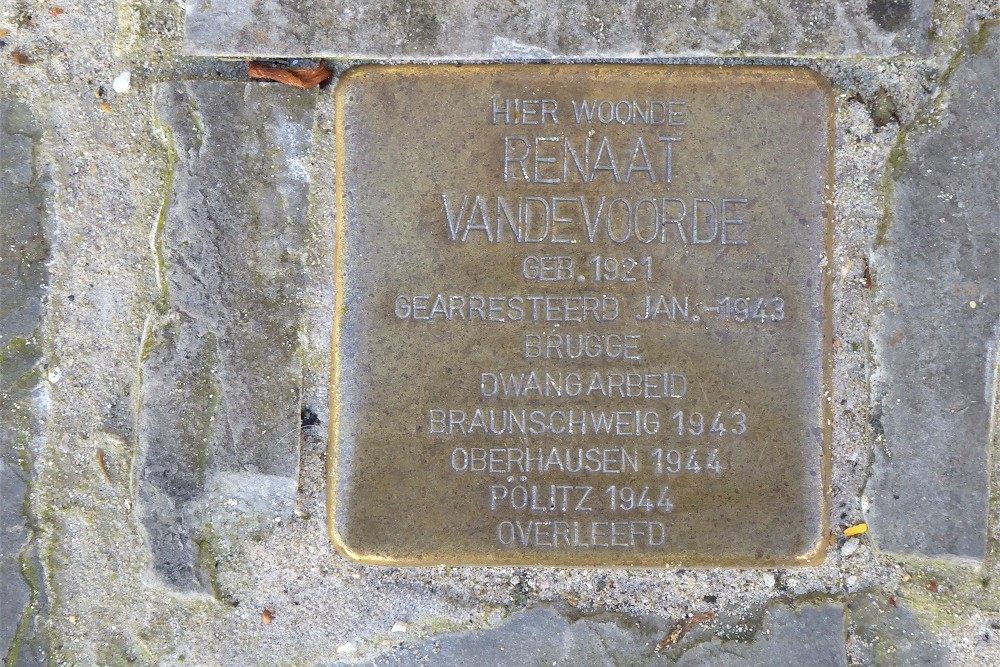 HIER WOONDE
RENAAT
VANDEVOORDE
GEB. 1921
GEARRESTEERD JAN.-1943
BRUGGE
DWANGARBEID
BRAUNSCHWEIG 1943
OBERHAUSEN 1944
PÖLITZ 1944
OVERLEEFD